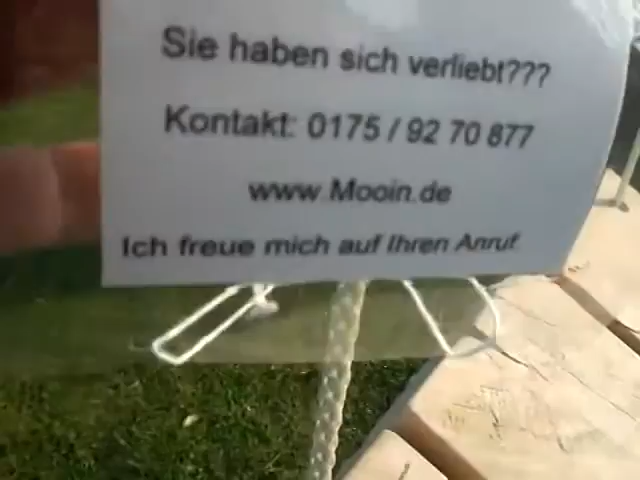 Sie haben sich verliebt???
Kontakt: 0175 / 92 70 877
www.Mooin.de
Ich freue mich auf Ihren Anruf.